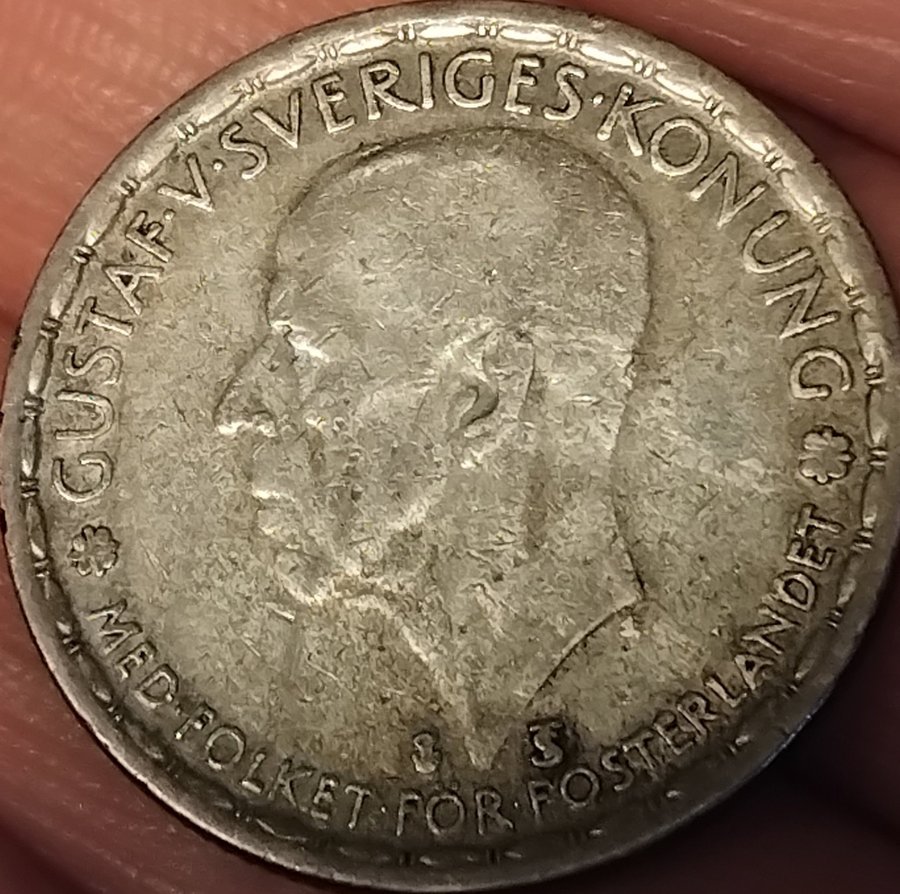 GUSTAF·V·SVERIGES·KONUNG
MED·FOLKET·FÖR·FOSTERLANDET